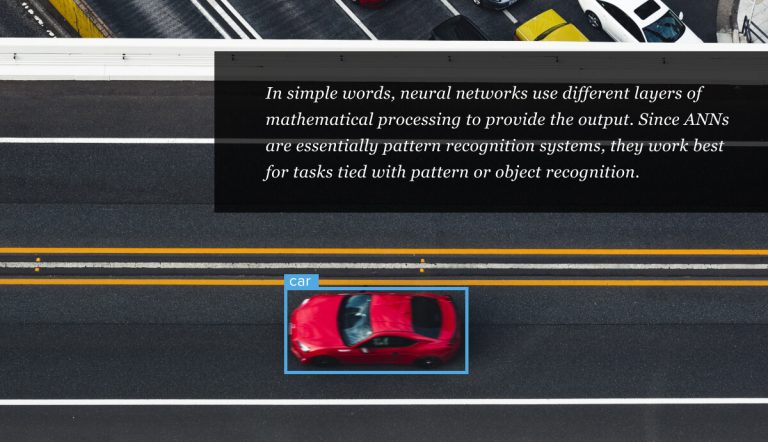 In simple words, neural networks use different layers of
mathematical processing to provide the output. Since ANNs
are essentially pattern recognition systems, they work best
for tasks tied with pattern or object recognition.
car